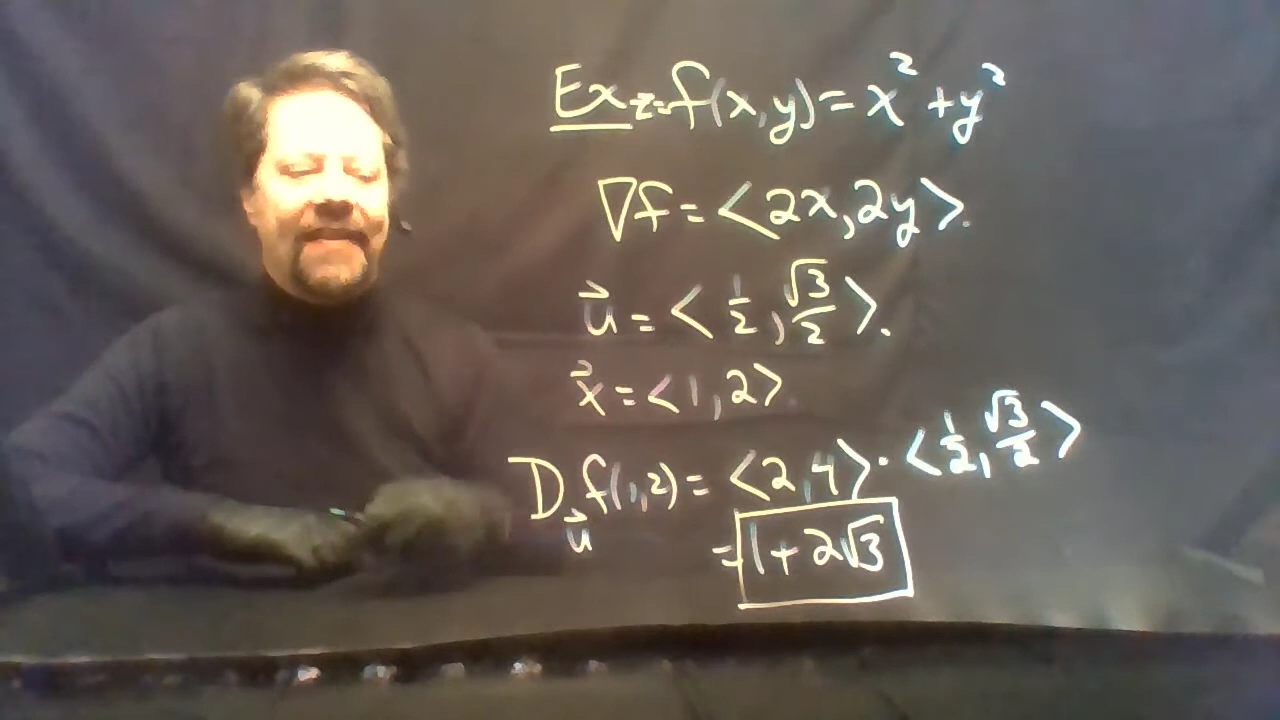 Ex z=f(x,y)=x²+y²
∇f=<2x,2y>.
u⃗=<1/2,√3/2>.
x⃗=<1,2>.
D_u⃗ f(1,2)=<2,4>·<1/2,√3/2>
=1+2√3